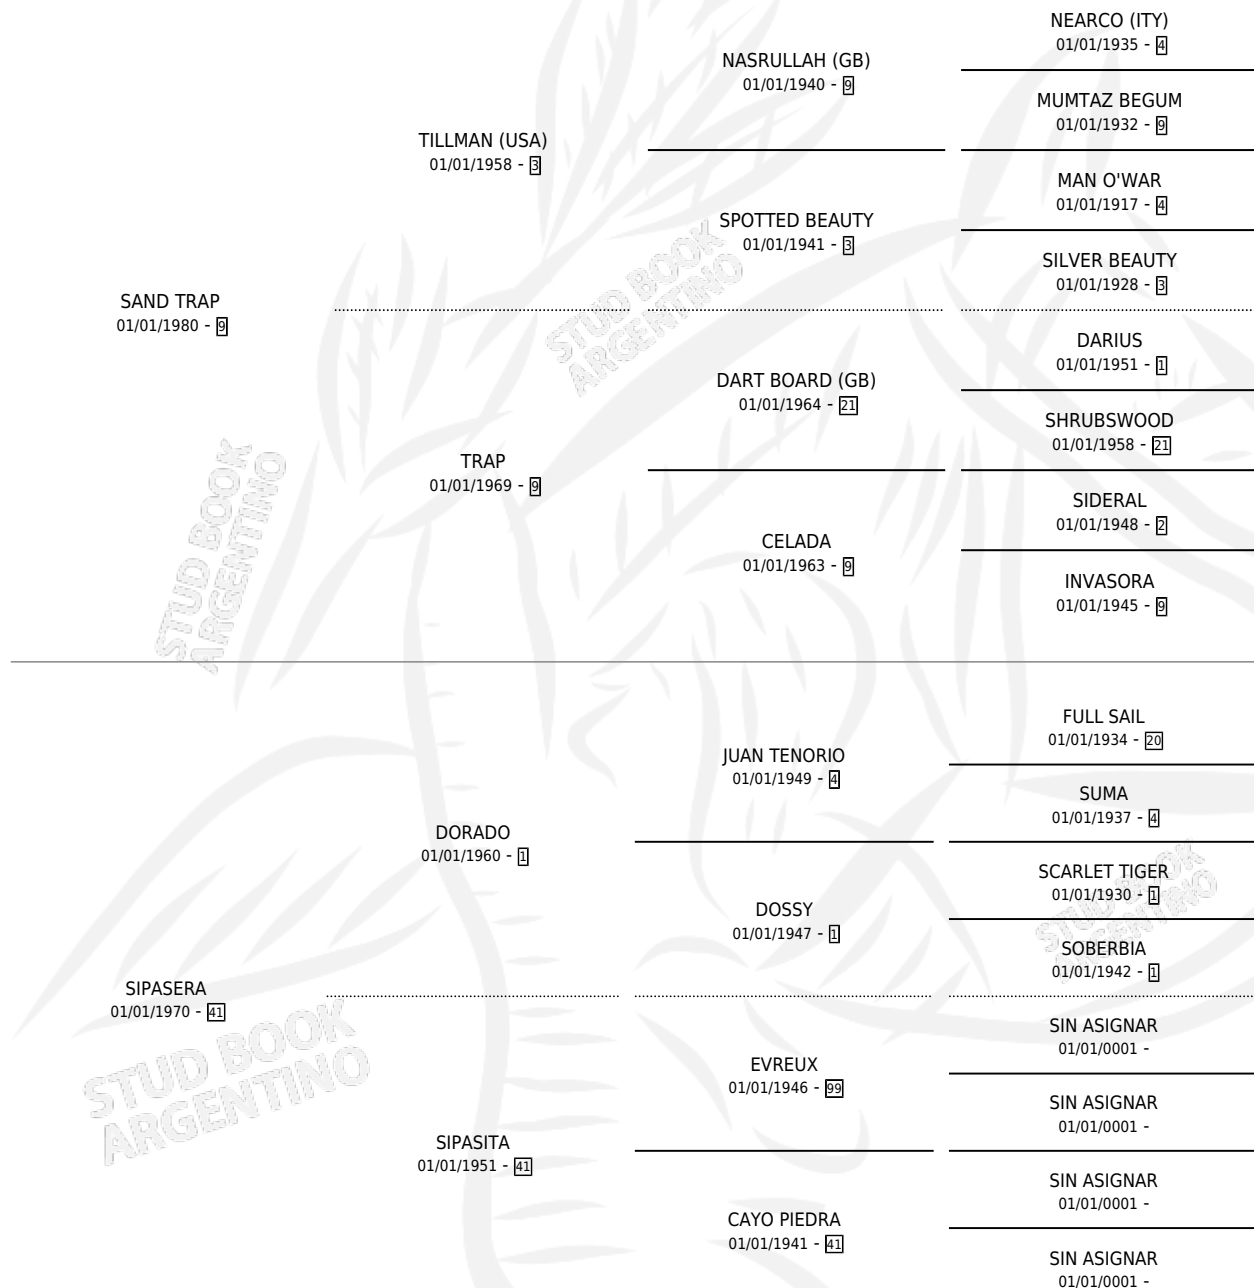 NEARCO (ITY)
01/01/1935 - 4
NASRULLAH (GB)
01/01/1940 - 9
MUMTAZ BEGUM
01/01/1932 - 9
TILLMAN (USA)
01/01/1958 - 3
MAN O'WAR
01/01/1917 - 4
SPOTTED BEAUTY
01/01/1941 - 3
SILVER BEAUTY
01/01/1928 - 3
SAND TRAP
01/01/1980 - 9
DARIUS
01/01/1951 - 1
DART BOARD (GB)
01/01/1964 - 21
SHRUBSWOOD
01/01/1958 - 21
TRAP
01/01/1969 - 9
SIDERAL
01/01/1948 - 2
CELADA
01/01/1963 - 9
INVASORA
01/01/1945 - 9
FULL SAIL
01/01/1934 - 20
JUAN TENORIO
01/01/1949 - 4
SUMA
01/01/1937 - 4
DORADO
01/01/1960 - 1
SCARLET TIGER
01/01/1930 - 1
DOSSY
01/01/1947 - 1
SOBERBIA
01/01/1942 - 1
SIPASERA
01/01/1970 - 41
SIN ASIGNAR
01/01/0001 -
EVREUX
01/01/1946 - 99
SIN ASIGNAR
01/01/0001 -
SIPASITA
01/01/1951 - 41
SIN ASIGNAR
01/01/0001 -
CAYO PIEDRA
01/01/1941 - 41
SIN ASIGNAR
01/01/0001 -
STUD BOOK
ARGENTINO
STUD BOOK
ARGENTINO
STUD BOOK
ARGENTINO
STUD BOOK
ARGENTINO